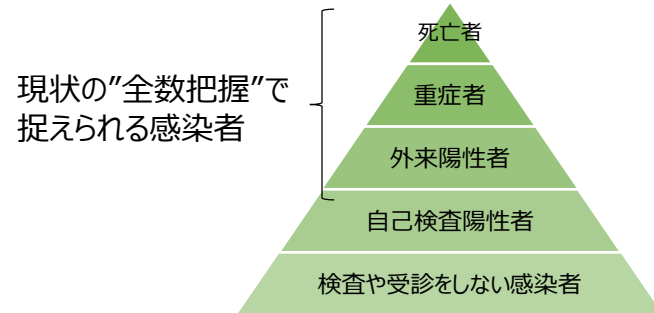 死亡者
現状の”全数把握”で
捉えられる感染者
重症者
外来陽性者
自己検査陽性者
検査や受診をしない感染者